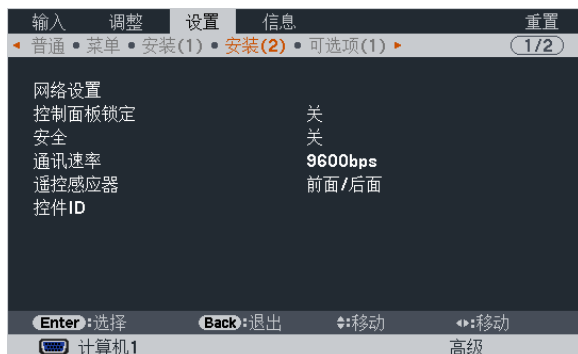 输入 调整 设置 信息 重置
普通 • 菜单 • 安装(1) • 安装(2) • 可选项(1) 1/2
网络设置
控制面板锁定 关
安全 关
通讯速率 9600bps
遥控感应器 前面/后面
控件ID
Enter:选择 Back:退出 :移动 :移动
计算机1 高级